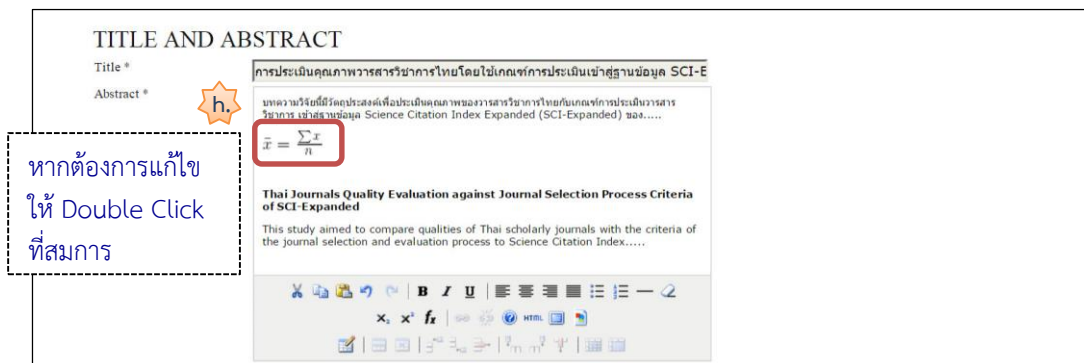 TITLE AND ABSTRACT
Title *
การประเมินคุณภาพวารสารวิชาการไทยโดยใช้เกณฑ์การประเมินเข้าสู่ฐานข้อมูล SCI-E
Abstract *
h.
บทความวิจัยนี้มีวัตถุประสงค์เพื่อประเมินคุณภาพของวารสารวิชาการไทยกับเกณฑ์การประเมินวารสาร
วิชาการ เข้าสู่ฐานข้อมูล Science Citation Index Expanded (SCI-Expanded) ของ.....
x̄ = ∑x / n
หากต้องการแก้ไข
ให้ Double Click
ที่สมการ
Thai Journals Quality Evaluation against Journal Selection Process Criteria
of SCI-Expanded
This study aimed to compare qualities of Thai scholarly journals with the criteria of
the journal selection and evaluation process to Science Citation Index.....
B I U
x₂ x² fx HTML